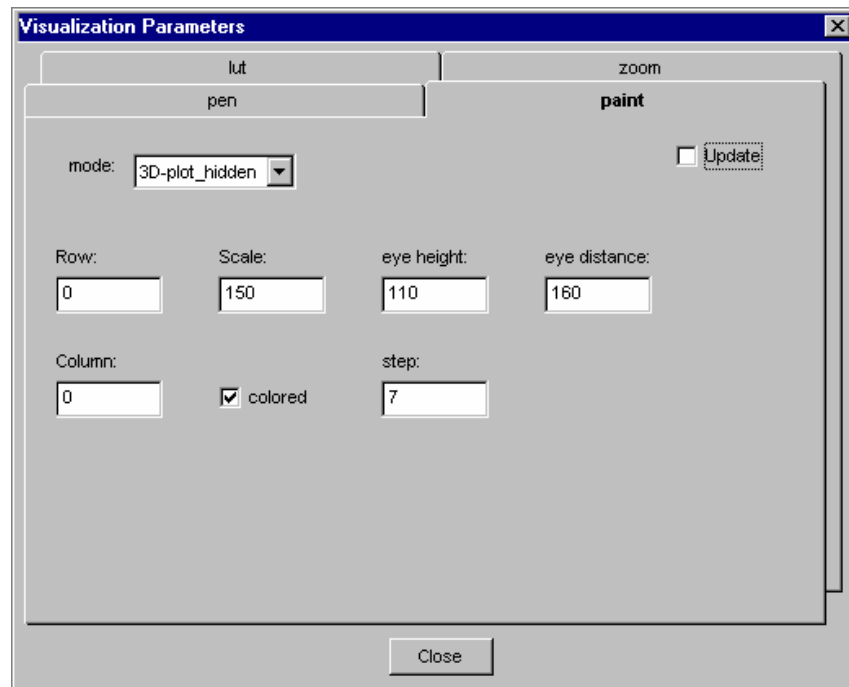 Visualization Parameters
lut zoom
pen paint
mode: 3D-plot_hidden Update
Row: Scale: eye height: eye distance:
0 150 110 160
Column: step:
0 colored 7
Close